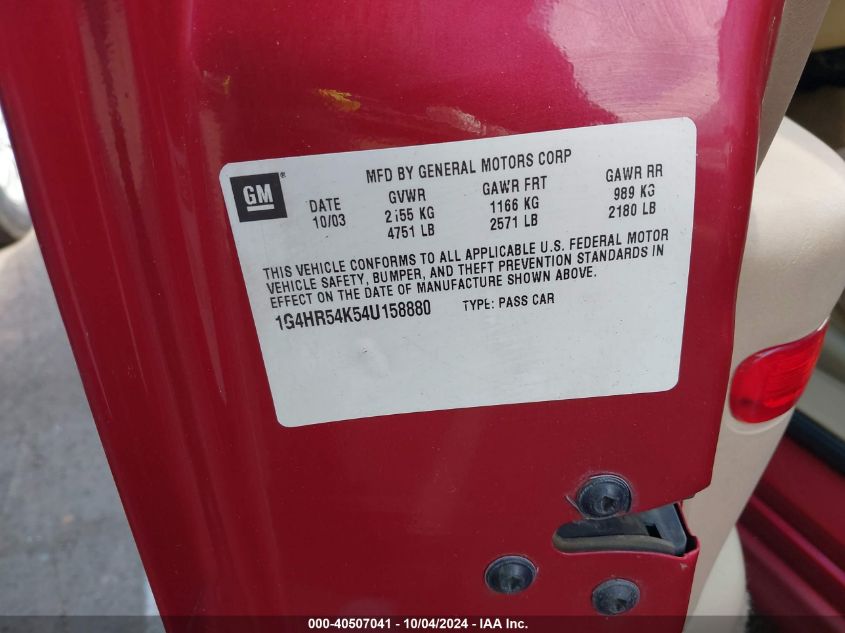 GM
MFD BY GENERAL MOTORS CORP
DATE GVWR GAWR FRT GAWR RR
10/03 2155 KG 1166 KG 989 KG
4751 LB 2571 LB 2180 LB
THIS VEHICLE CONFORMS TO ALL APPLICABLE U.S. FEDERAL MOTOR
VEHICLE SAFETY, BUMPER, AND THEFT PREVENTION STANDARDS IN
EFFECT ON THE DATE OF MANUFACTURE SHOWN ABOVE.
1G4HR54K54U158880 TYPE: PASS CAR
000-40507041 - 10/04/2024 - IAA Inc.